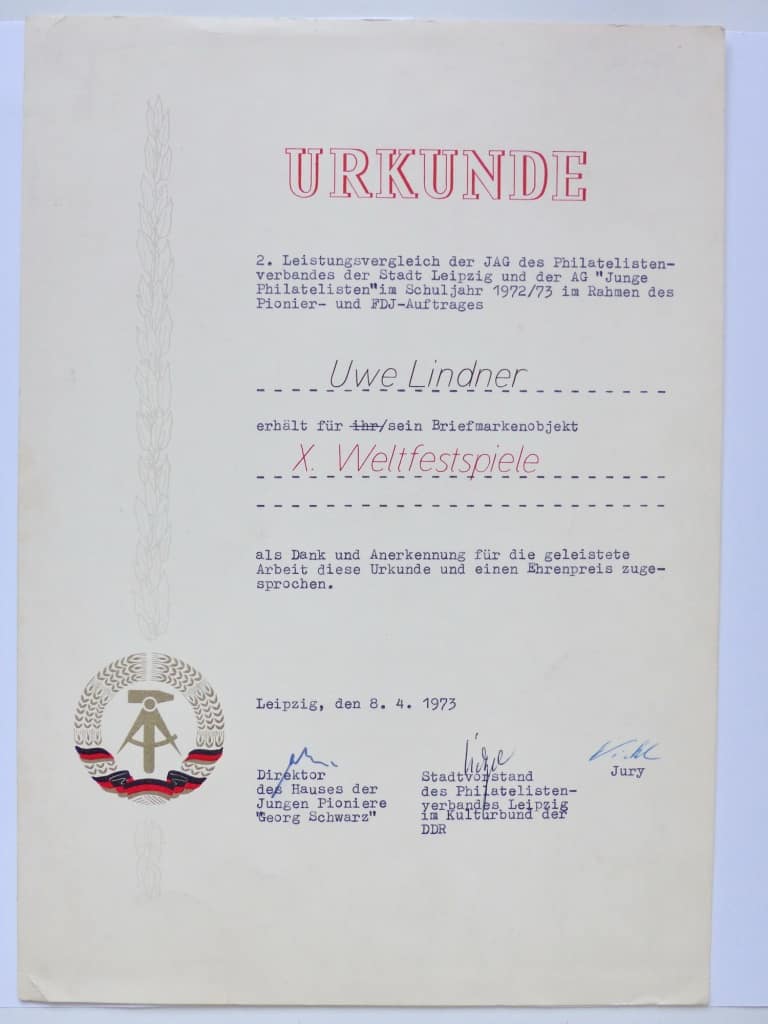 URKUNDE
2. Leistungsvergleich der JAG des Philatelisten-
verbandes der Stadt Leipzig und der AG "Junge
Philatelisten"im Schuljahr 1972/73 im Rahmen des
Pionier- und FDJ-Auftrages
Uwe Lindner
erhält für ihr/sein Briefmarkenobjekt
X. Weltfestspiele
als Dank und Anerkennung für die geleistete
Arbeit diese Urkunde und einen Ehrenpreis zuge-
sprochen.
Leipzig, den 8. 4. 1973
Direktor
des Hauses der
Jungen Pioniere
"Georg Schwarz"
Stadtvorstand
des Philatelisten-
verbandes Leipzig
im Kulturbund der
DDR
Jury